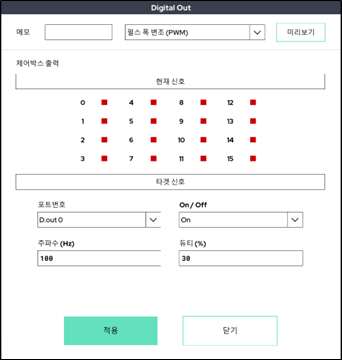 Digital Out
메모 펄스 폭 변조 (PWM) 미리보기
제어박스 출력
현재 신호
0 4 8 12
1 5 9 13
2 6 10 14
3 7 11 15
타겟 신호
포트번호 On / Off
D.out 0 On
주파수 (Hz) 듀티 (%)
100 30
적용 닫기